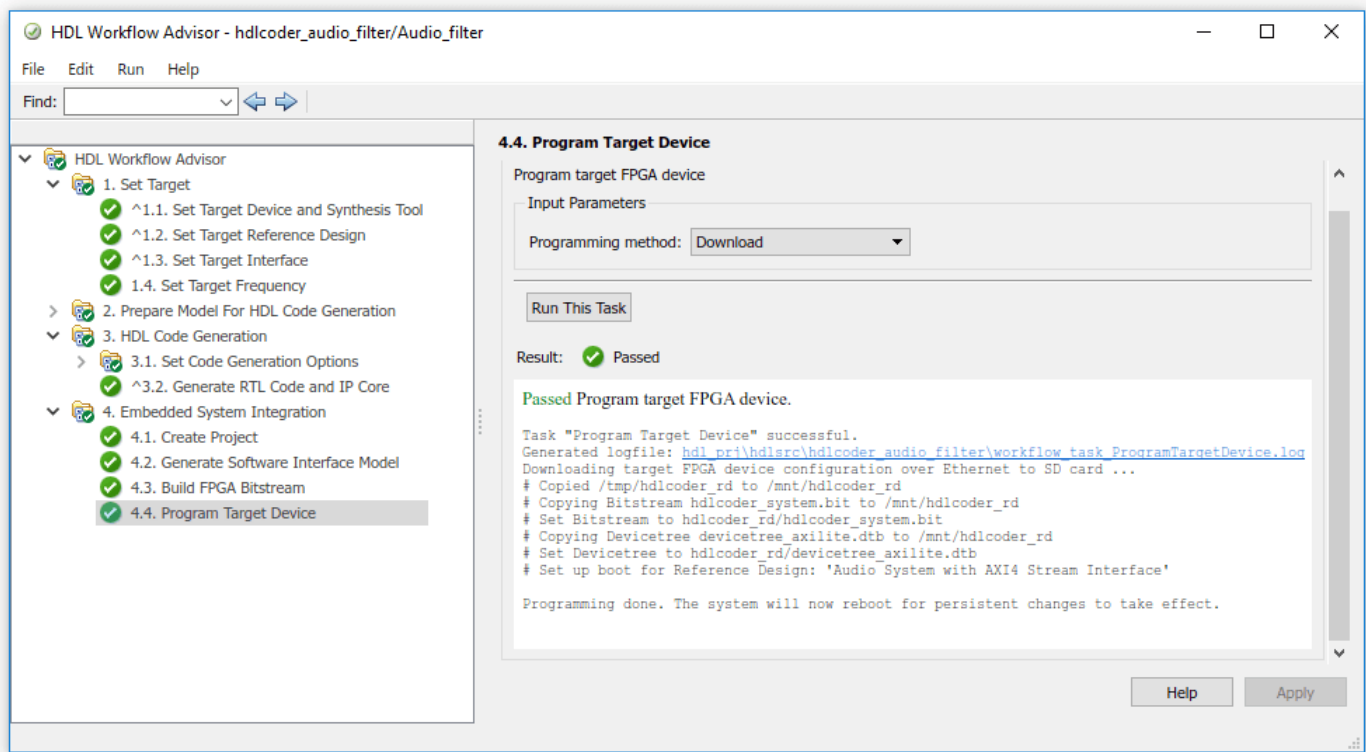 HDL Workflow Advisor - hdlcoder_audio_filter/Audio_filter
File Edit Run Help
Find:
HDL Workflow Advisor
1. Set Target
^1.1. Set Target Device and Synthesis Tool
^1.2. Set Target Reference Design
^1.3. Set Target Interface
1.4. Set Target Frequency
2. Prepare Model For HDL Code Generation
3. HDL Code Generation
3.1. Set Code Generation Options
^3.2. Generate RTL Code and IP Core
4. Embedded System Integration
4.1. Create Project
4.2. Generate Software Interface Model
4.3. Build FPGA Bitstream
4.4. Program Target Device
4.4. Program Target Device
Program target FPGA device
Input Parameters
Programming method: Download
Run This Task
Result: Passed
Passed Program target FPGA device.
Task "Program Target Device" successful.
Generated logfile: hdl_prj\hdlsrc\hdlcoder_audio_filter\workflow_task_ProgramTargetDevice.log
Downloading target FPGA device configuration over Ethernet to SD card ...
# Copied /tmp/hdlcoder_rd to /mnt/hdlcoder_rd
# Copying Bitstream hdlcoder_system.bit to /mnt/hdlcoder_rd
# Set Bitstream to hdlcoder_rd/hdlcoder_system.bit
# Copying Devicetree devicetree_axilite.dtb to /mnt/hdlcoder_rd
# Set Devicetree to hdlcoder_rd/devicetree_axilite.dtb
# Set up boot for Reference Design: 'Audio System with AXI4 Stream Interface'
Programming done. The system will now reboot for persistent changes to take effect.
Help Apply